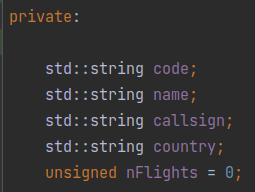 private:
    std::string code;
    std::string name;
    std::string callsign;
    std::string country;
    unsigned nFlights = 0;